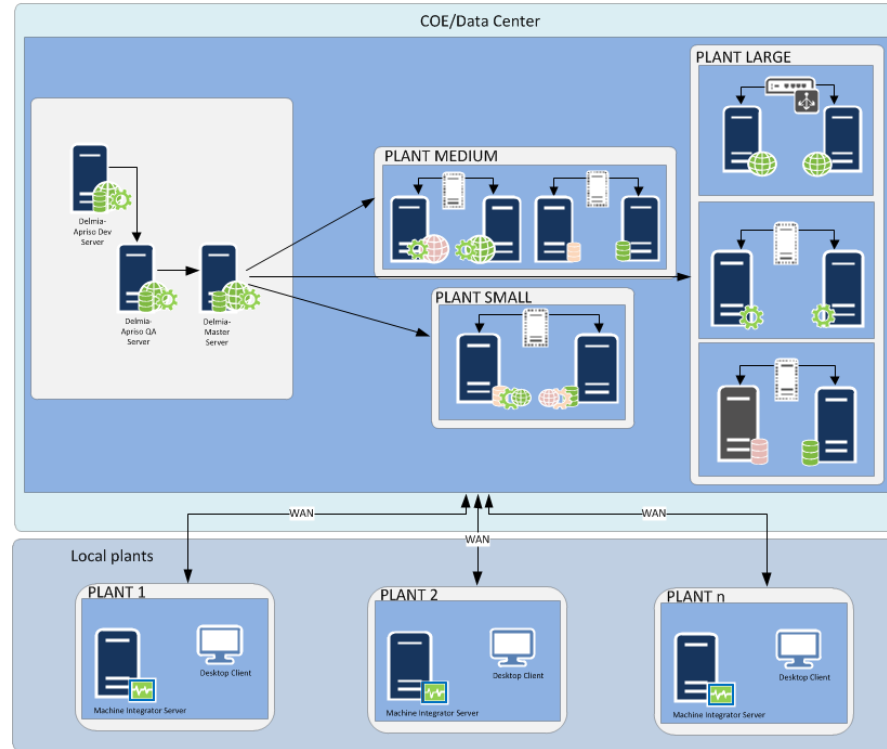 COE/Data Center
PLANT LARGE
PLANT MEDIUM
Delmia-
Apriso Dev
Server
Delmia-
Apriso QA
Server
Delmia-
Master
Server
PLANT SMALL
WAN
WAN
WAN
Local plants
PLANT 1
Desktop Client
Machine Integrator Server
PLANT 2
Desktop Client
Machine Integrator Server
PLANT n
Desktop Client
Machine Integrator Server